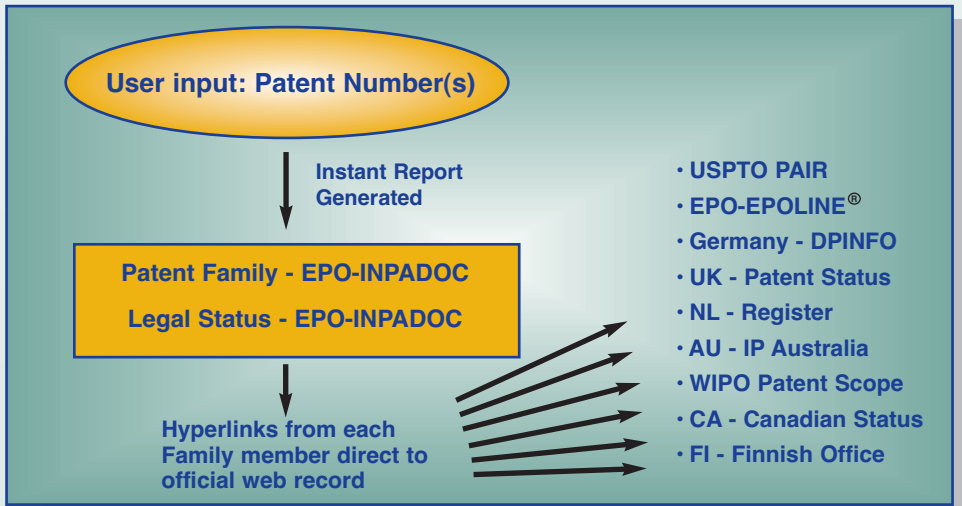 User input: Patent Number(s)
Instant Report
Generated
Patent Family - EPO-INPADOC
Legal Status - EPO-INPADOC
Hyperlinks from each
Family member direct to
official web record
• USPTO PAIR
• EPO-EPOLINE®
• Germany - DPINFO
• UK - Patent Status
• NL - Register
• AU - IP Australia
• WIPO Patent Scope
• CA - Canadian Status
• FI - Finnish Office